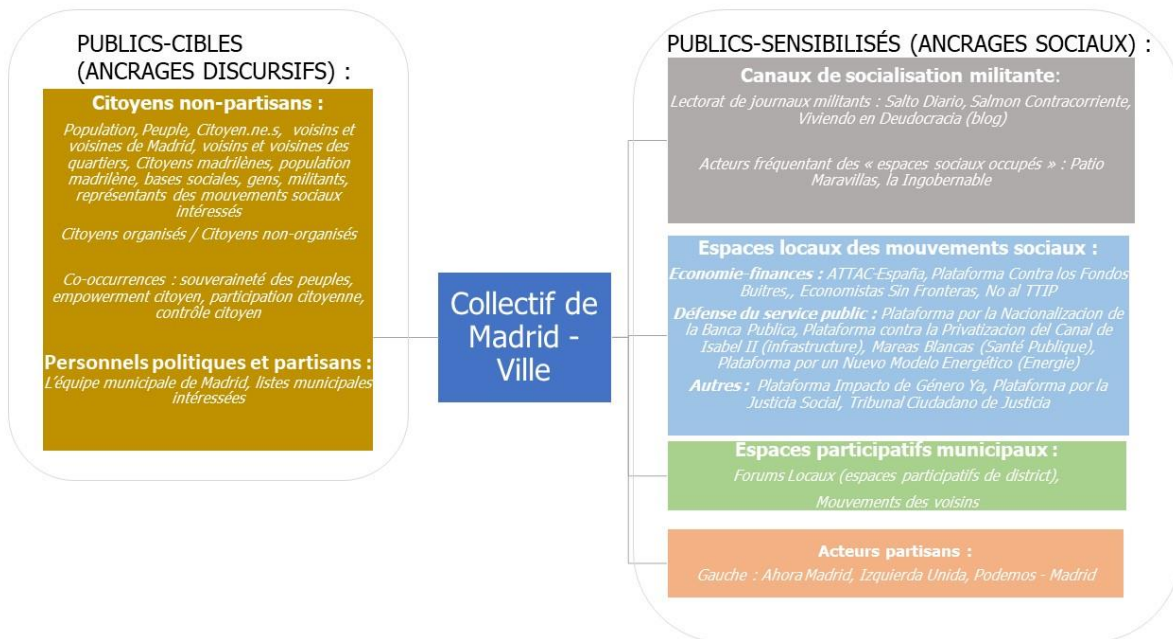 PUBLICS-CIBLES
(ANCRAGES DISCURSIFS) :
Citoyens non-partisans :
Population, Peuple, Citoyen.ne.s, voisins et
voisines de Madrid, voisins et voisines des
quartiers, Citoyens madrilènes, population
madrilène, bases sociales, gens, militants,
représentants des mouvements sociaux
intéressés
Citoyens organisés / Citoyens non-organisés
Co-occurrences : souveraineté des peuples,
empowerment citoyen, participation citoyenne,
contrôle citoyen
Personnels politiques et partisans :
L'équipe municipale de Madrid, listes municipales
intéressées
Collectif de
Madrid -
Ville
PUBLICS-SENSIBILISÉS (ANCRAGES SOCIAUX) :
Canaux de socialisation militante:
Lectorat de journaux militants : Salto Diario, Salmon Contracorriente,
Viviendo en Deudocracia (blog)
Acteurs fréquentant des « espaces sociaux occupés » : Patio
Maravillas, la Ingobernable
Espaces locaux des mouvements sociaux :
Economie-finances : ATTAC-España, Plataforma Contra los Fondos
Buitres,, Economistas Sin Fronteras, No al TTIP
Défense du service public : Plataforma por la Nacionalizacion de
la Banca Publica, Plataforma contra la Privatizacion del Canal de
Isabel II (infrastructure), Mareas Blancas (Santé Publique),
Plataforma por un Nuevo Modelo Energético (Energie)
Autres : Plataforma Impacto de Género Ya, Plataforma por la
Justicia Social, Tribunal Ciudadano de Justicia
Espaces participatifs municipaux :
Forums Locaux (espaces participatifs de district),
Mouvements des voisins
Acteurs partisans :
Gauche : Ahora Madrid, Izquierda Unida, Podemos - Madrid